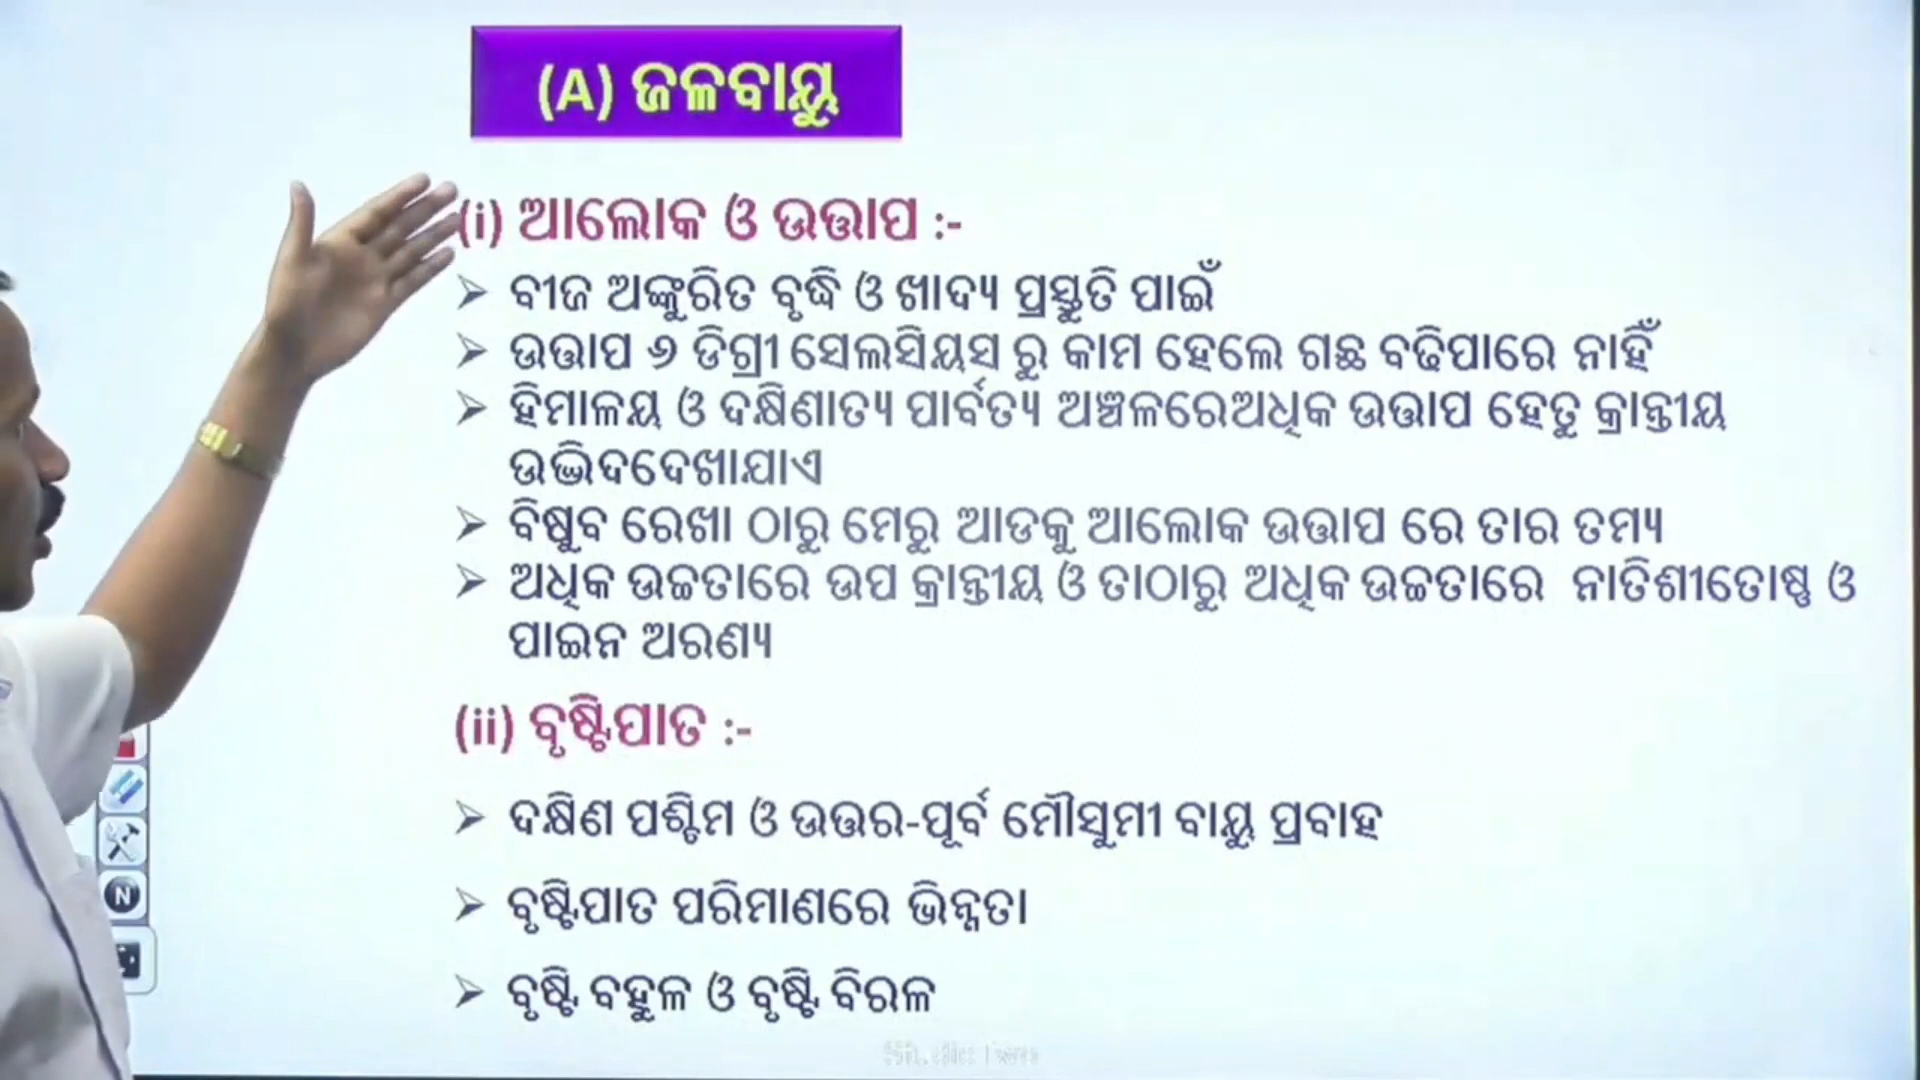 (A) ଜଳବାୟୁ
(i) ଆଲୋକ ଓ ଉତ୍ତାପ :-
➢ ବୀଜ ଅଙ୍କୁରିତ ବୃଦ୍ଧି ଓ ଖାଦ୍ୟ ପ୍ରସ୍ତୁତି ପାଇଁ
➢ ଉତ୍ତାପ ୬ ଡିଗ୍ରୀ ସେଲସିୟସ ରୁ କାମ ହେଲେ ଗଛ ବଢିପାରେ ନାହିଁ
➢ ହିମାଳୟ ଓ ଦକ୍ଷିଣାତ୍ୟ ପାର୍ବତ୍ୟ ଅଞ୍ଚଳରେଅଧିକ ଉତ୍ତାପ ହେତୁ କ୍ରାନ୍ତୀୟ
ଉଦ୍ଭିଦଦେଖାଯାଏ
➢ ବିଷୁବ ରେଖା ଠାରୁ ମେରୁ ଆଡକୁ ଆଲୋକ ଉତ୍ତାପ ରେ ତାର ତମ୍ୟ
➢ ଅଧିକ ଉଚ୍ଚତାରେ ଉପ କ୍ରାନ୍ତୀୟ ଓ ତାଠାରୁ ଅଧିକ ଉଚ୍ଚତାରେ ନାତିଶୀତୋଷ୍ଣ ଓ
ପାଇନ ଅରଣ୍ୟ
(ii) ବୃଷ୍ଟିପାତ :-
➢ ଦକ୍ଷିଣ ପଶ୍ଚିମ ଓ ଉତ୍ତର-ପୂର୍ବ ମୌସୁମୀ ବାୟୁ ପ୍ରବାହ
➢ ବୃଷ୍ଟିପାତ ପରିମାଣରେ ଭିନ୍ନତା
➢ ବୃଷ୍ଟି ବହୁଳ ଓ ବୃଷ୍ଟି ବିରଳ
N